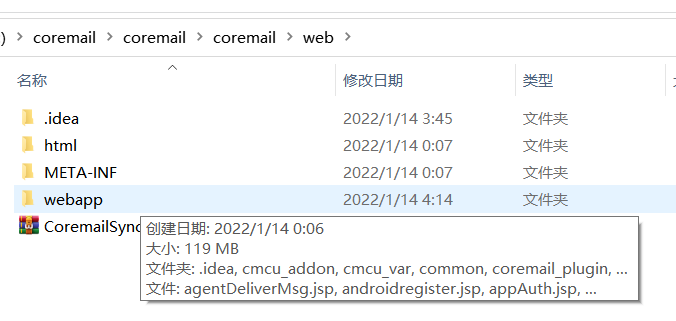 ) › coremail › coremail › coremail › web ›
名称 修改日期 类型
.idea 2022/1/14 3:45 文件夹
html 2022/1/14 0:07 文件夹
META-INF 2022/1/14 0:07 文件夹
webapp 2022/1/14 4:14 文件夹
CoremailSync
创建日期: 2022/1/14 0:06
大小: 119 MB
文件夹: .idea, cmcu_addon, cmcu_var, common, coremail_plugin, ...
文件: agentDeliverMsg.jsp, androidregister.jsp, appAuth.jsp, ...